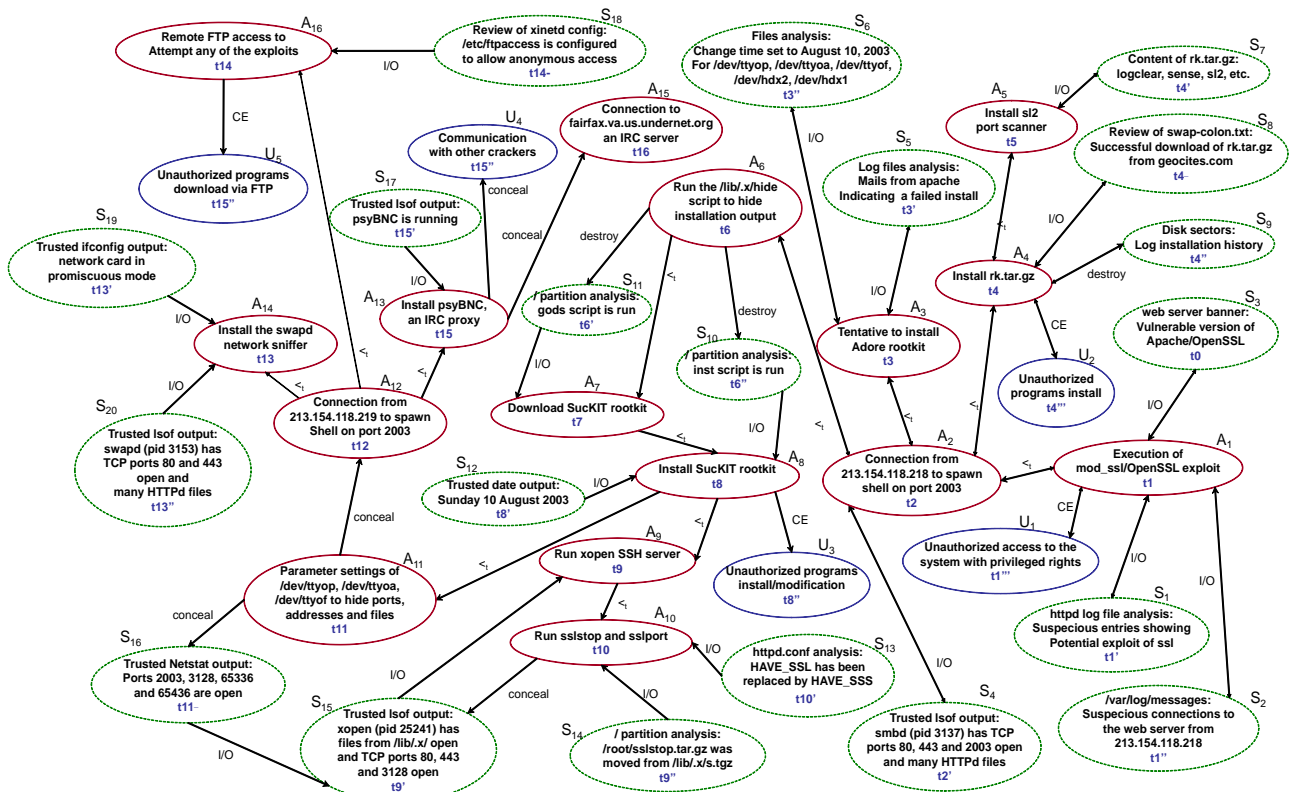 A16
Remote FTP access to
Attempt any of the exploits
t14
S18
Review of xinetd config:
/etc/ftpaccess is configured
to allow anonymous access
t14-
I/O
CE
U5
Unauthorized programs
download via FTP
t15"
S6
Files analysis:
Change time set to August 10, 2003
For /dev/ttyop, /dev/ttyoa, /dev/ttyof,
/dev/hdx2, /dev/hdx1
t3"
I/O
S7
Content of rk.tar.gz:
logclear, sense, sl2, etc.
t4'
I/O
A5
Install sl2
port scanner
t5
A15
Connection to
fairfax.va.us.undernet.org
an IRC server
t16
U4
Communication
with other crackers
t15"
conceal
conceal
S17
Trusted lsof output:
psyBNC is running
t15'
I/O
A13
Install psyBNC,
an IRC proxy
t15
S5
Log files analysis:
Mails from apache
Indicating a failed install
t3'
I/O
S8
Review of swap-colon.txt:
Successful download of rk.tar.gz
from geocites.com
t4-
I/O
A6
Run the /lib/.x/hide
script to hide
installation output
t6
destroy
<t
destroy
<t
S19
Trusted ifconfig output:
network card in
promiscuous mode
t13'
I/O
A14
Install the swapd
network sniffer
t13
S9
Disk sectors:
Log installation history
t4"
destroy
<t
A4
Install rk.tar.gz
t4
CE
U2
Unauthorized
programs install
t4"'
S11
/ partition analysis:
gods script is run
t6'
I/O
S10
/ partition analysis:
inst script is run
t6"
I/O
A3
Tentative to install
Adore rootkit
t3
<t
<t
S3
web server banner:
Vulnerable version of
Apache/OpenSSL
t0
I/O
S20
Trusted lsof output:
swapd (pid 3153) has
TCP ports 80 and 443
open and
many HTTPd files
t13"
I/O
<t
<t
<t
A12
Connection from
213.154.118.219 to spawn
Shell on port 2003
t12
conceal
A7
Download SucKIT rootkit
t7
<t
A8
Install SucKIT rootkit
t8
S12
Trusted date output:
Sunday 10 August 2003
t8'
I/O
A2
Connection from
213.154.118.218 to spawn
shell on port 2003
t2
<t
A1
Execution of
mod_ssl/OpenSSL exploit
t1
CE
I/O
I/O
U1
Unauthorized access to the
system with privileged rights
t1"'
CE
U3
Unauthorized programs
install/modification
t8"
<t
<t
A9
Run xopen SSH server
t9
<t
A11
Parameter settings of
/dev/ttyop, /dev/ttyoa,
/dev/ttyof to hide ports,
addresses and files
t11
conceal
A10
Run sslstop and sslport
t10
I/O
conceal
I/O
I/O
S13
httpd.conf analysis:
HAVE_SSL has been
replaced by HAVE_SSS
t10'
S1
httpd log file analysis:
Suspecious entries showing
Potential exploit of ssl
t1'
I/O
S16
Trusted Netstat output:
Ports 2003, 3128, 65336
and 65436 are open
t11-
I/O
S15
Trusted lsof output:
xopen (pid 25241) has
files from /lib/.x/ open
and TCP ports 80, 443
and 3128 open
t9'
S14
/ partition analysis:
/root/sslstop.tar.gz was
moved from /lib/.x/s.tgz
t9"
S4
Trusted lsof output:
smbd (pid 3137) has TCP
ports 80, 443 and 2003 open
and many HTTPd files
t2'
S2
/var/log/messages:
Suspecious connections to
the web server from
213.154.118.218
t1"